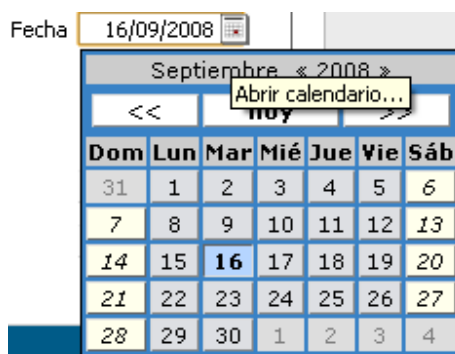 Fecha 16/09/2008
Septiembre « 2008 »
Abrir calendario...
<< hoy >>
Dom Lun Mar Mié Jue Vie Sáb
31 1 2 3 4 5 6
7 8 9 10 11 12 13
14 15 16 17 18 19 20
21 22 23 24 25 26 27
28 29 30 1 2 3 4